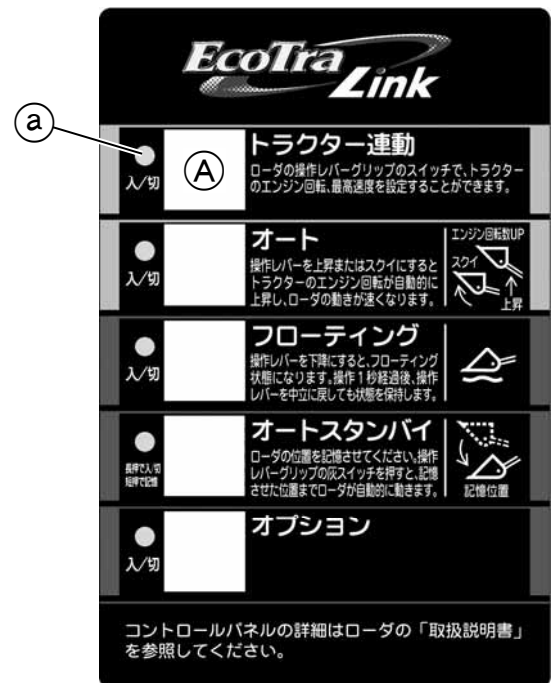 EcoTra
Link
ⓐ
入/切
Ⓐ
トラクター連動
ローダの操作レバーグリップのスイッチで、トラクター
のエンジン回転、最高速度を設定することができます。
入/切
オート
操作レバーを上昇またはスクイにすると
トラクターのエンジン回転が自動的に
上昇し、ローダの動きが速くなります。
エンジン回転数UP
スクイ
上昇
入/切
フローティング
操作レバーを下降にすると、フローティング
状態になります。操作1秒経過後、操作
レバーを中立に戻しても状態を保持します。
長押で入/切
短押で記憶
オートスタンバイ
ローダの位置を記憶させてください。操作
レバーグリップの灰スイッチを押すと、記憶
させた位置までローダが自動的に動きます。
記憶位置
入/切
オプション
コントロールパネルの詳細はローダの「取扱説明書」
を参照してください。